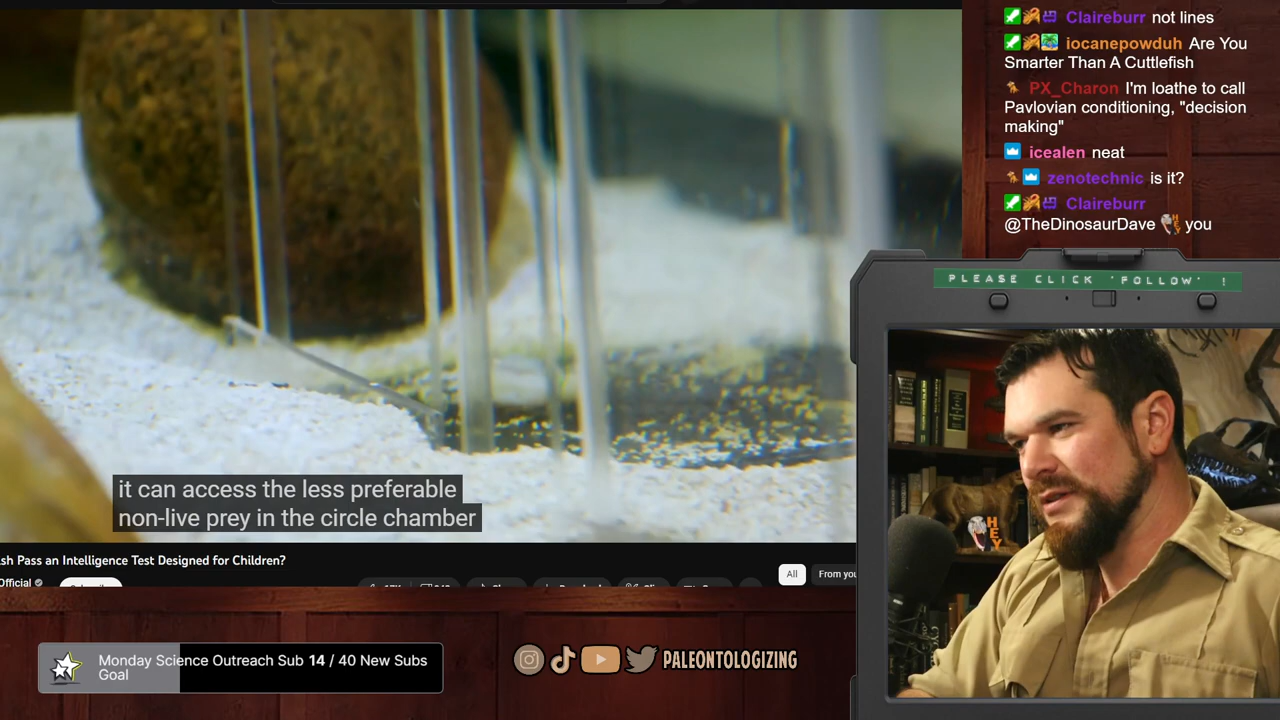 Claireburr not lines
iocanepowduh Are You
Smarter Than A Cuttlefish
PX_Charon I'm loathe to call
Pavlovian conditioning, "decision
making"
icealen neat
zenotechnic is it?
Claireburr
@TheDinosaurDave you
PLEASE CLICK 'FOLLOW' !
HEY
it can access the less preferable
non-live prey in the circle chamber
sh Pass an Intelligence Test Designed for Children?
Official
All
From you
Monday Science Outreach Sub 14 / 40 New Subs
Goal
PALEONTOLOGIZING